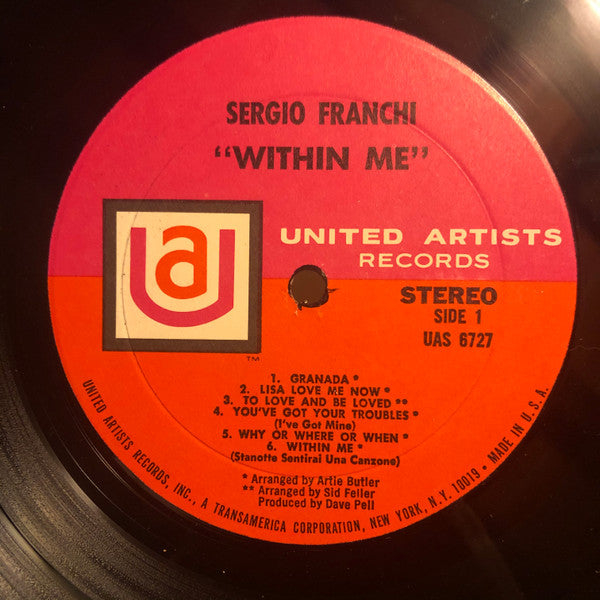 SERGIO FRANCHI
"WITHIN ME"
ua
UNITED ARTISTS
RECORDS
STEREO
SIDE 1
UAS 6727
TM
1. GRANADA *
2. LISA LOVE ME NOW *
3. TO LOVE AND BE LOVED **
4. YOU'VE GOT YOUR TROUBLES *
(I've Got Mine)
5. WHY OR WHERE OR WHEN *
6. WITHIN ME *
(Stanotte Sentirai Una Canzone)
* Arranged by Artie Butler
** Arranged by Sid Feller
Produced by Dave Pell
UNITED ARTISTS RECORDS, INC., A TRANSAMERICA CORPORATION, NEW YORK, N.Y. 10019 • MADE IN U.S.A.